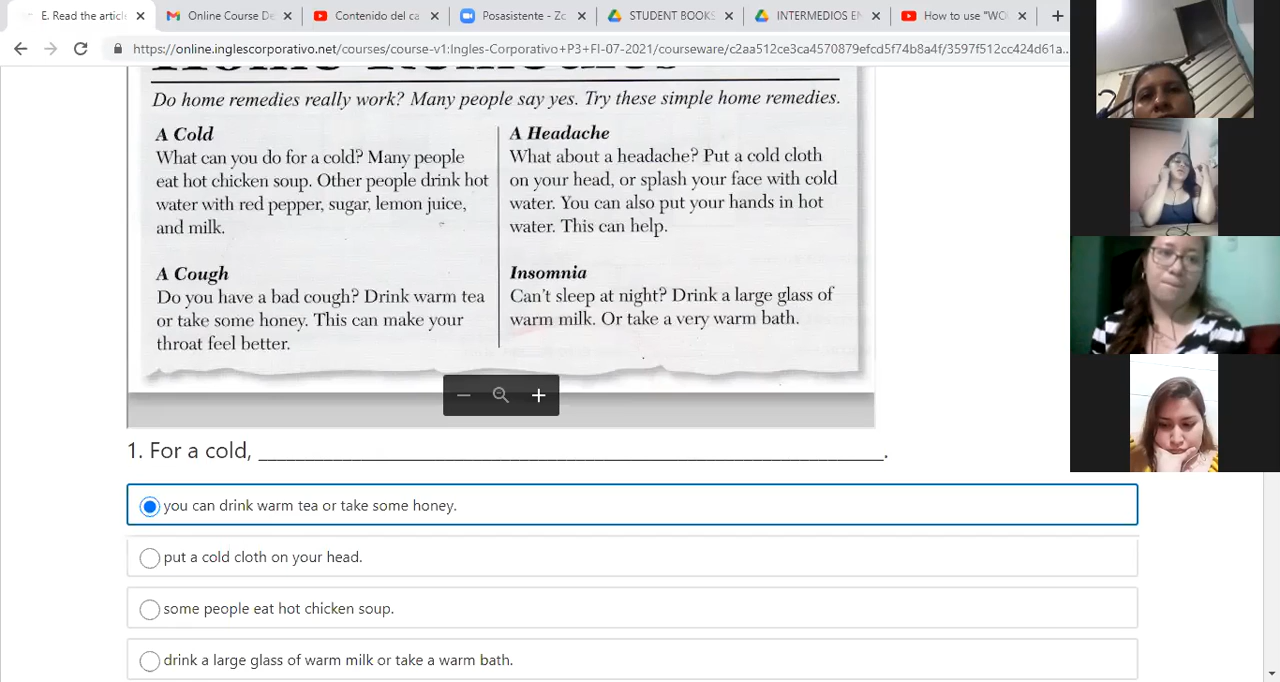 E. Read the article
Online Course De
Contenido del ca
Posasistente - Zo
STUDENT BOOKS
INTERMEDIOS EN
How to use "WO
https://online.inglescorporativo.net/courses/course-v1:Ingles-Corporativo+P3+FI-07-2021/courseware/c2aa512ce3ca4570879efcd5f74b8a4f/3597f512cc424d61a...
Home Remedies
Do home remedies really work? Many people say yes. Try these simple home remedies.
A Cold
What can you do for a cold? Many people
eat hot chicken soup. Other people drink hot
water with red pepper, sugar, lemon juice,
and milk.
A Cough
Do you have a bad cough? Drink warm tea
or take some honey. This can make your
throat feel better.
A Headache
What about a headache? Put a cold cloth
on your head, or splash your face with cold
water. You can also put your hands in hot
water. This can help.
Insomnia
Can't sleep at night? Drink a large glass of
warm milk. Or take a very warm bath.
1. For a cold, ______________________________.
you can drink warm tea or take some honey.
put a cold cloth on your head.
some people eat hot chicken soup.
drink a large glass of warm milk or take a warm bath.